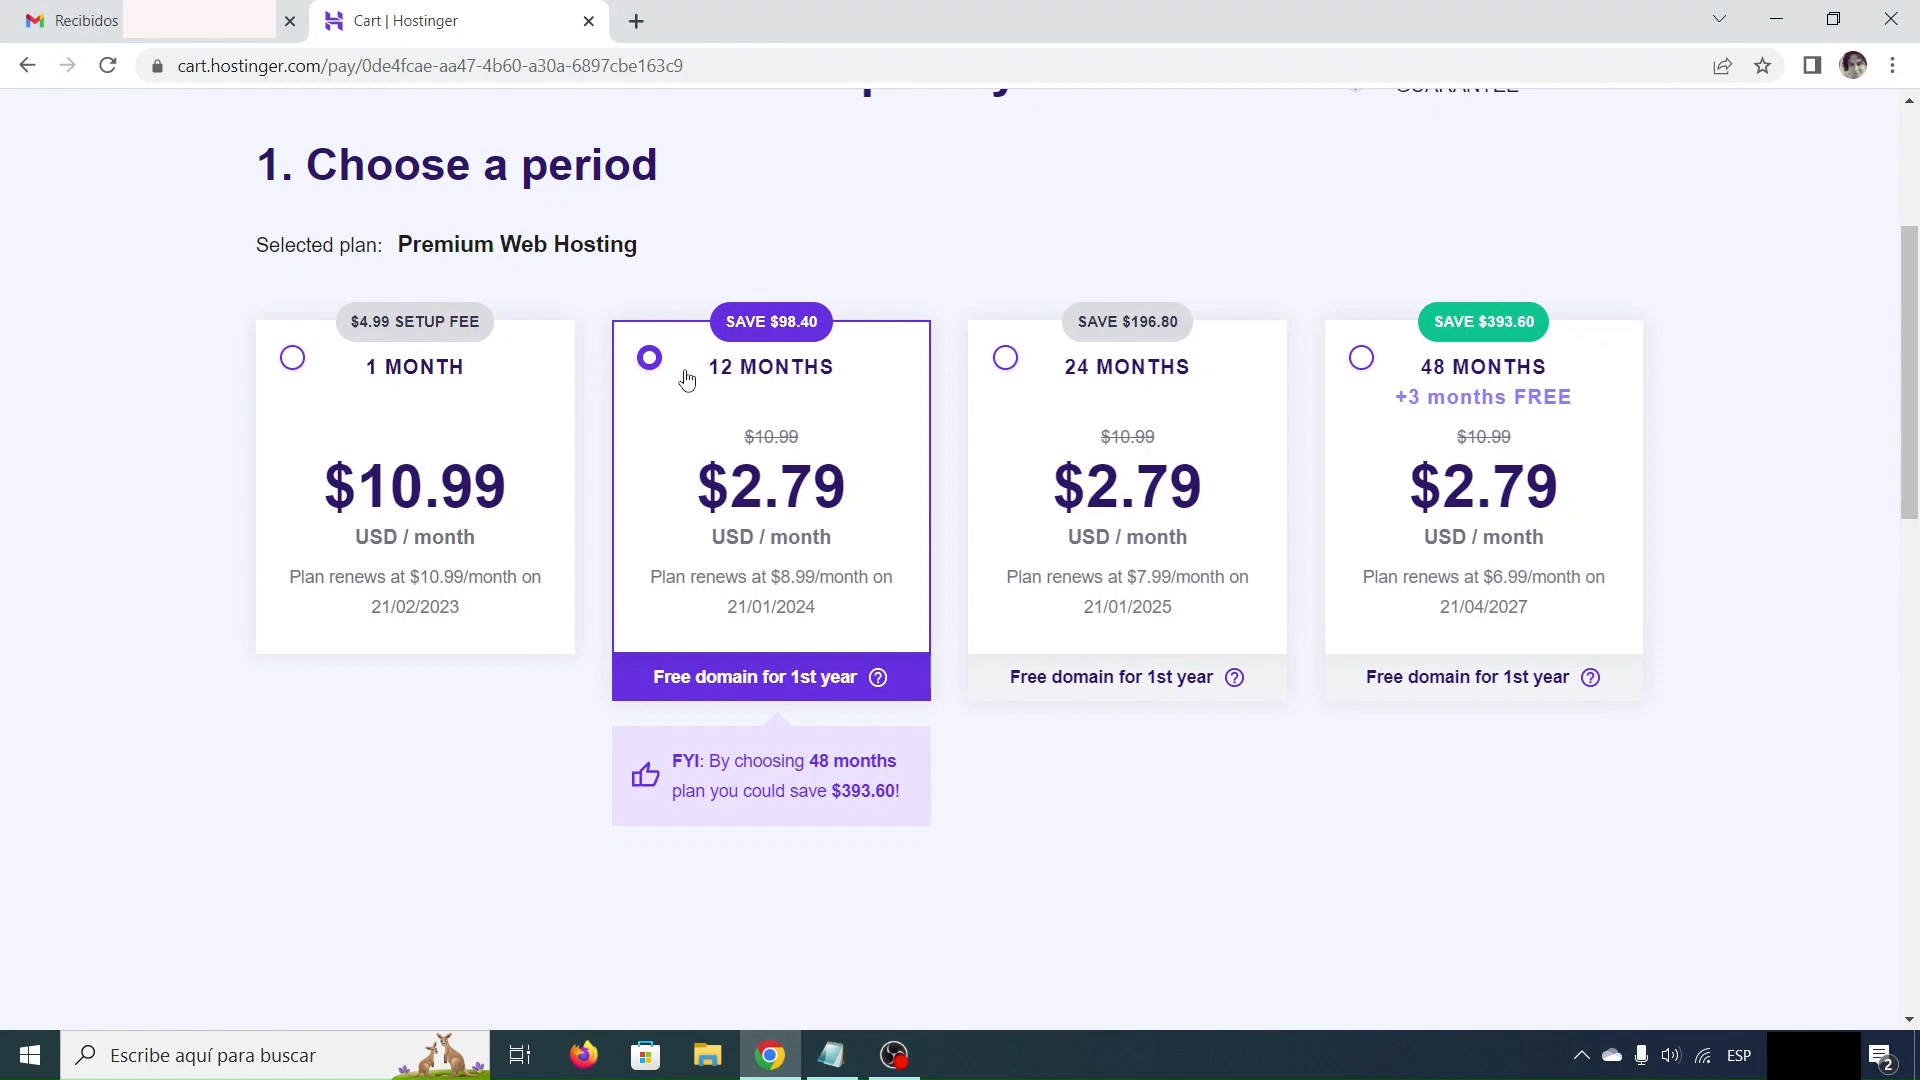 Recibidos
Cart | Hostinger
cart.hostinger.com/pay/0de4fcae-aa47-4b60-a30a-6897cbe163c9
GUARANTEE
1. Choose a period
Selected plan: Premium Web Hosting
$4.99 SETUP FEE
1 MONTH
$10.99
USD / month
Plan renews at $10.99/month on
21/02/2023
SAVE $98.40
12 MONTHS
$10.99
$2.79
USD / month
Plan renews at $8.99/month on
21/01/2024
Free domain for 1st year
FYI: By choosing 48 months
plan you could save $393.60!
SAVE $196.80
24 MONTHS
$10.99
$2.79
USD / month
Plan renews at $7.99/month on
21/01/2025
Free domain for 1st year
SAVE $393.60
48 MONTHS
+3 months FREE
$10.99
$2.79
USD / month
Plan renews at $6.99/month on
21/04/2027
Free domain for 1st year
Escribe aquí para buscar
ESP
2